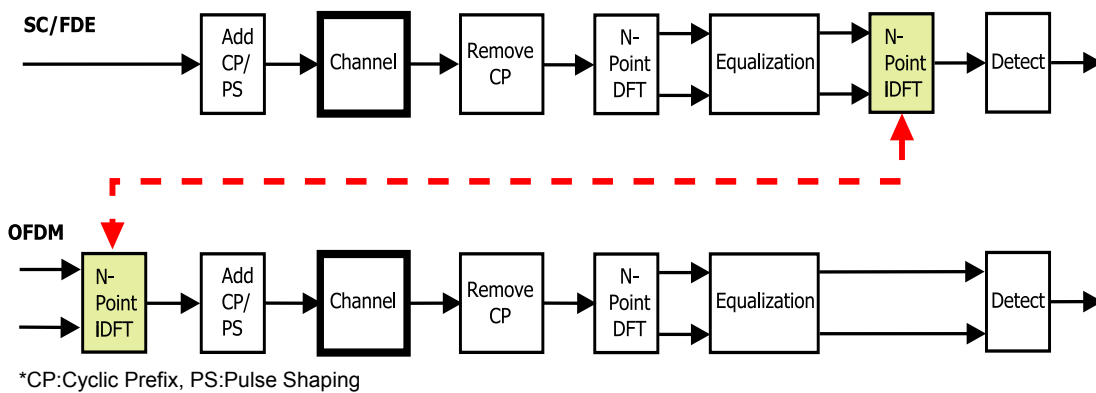 SC/FDE
Add
CP/
PS
Channel
Remove
CP
N-
Point
DFT
Equalization
N-
Point
IDFT
Detect
OFDM
N-
Point
IDFT
Add
CP/
PS
Channel
Remove
CP
N-
Point
DFT
Equalization
Detect
*CP:Cyclic Prefix, PS:Pulse Shaping